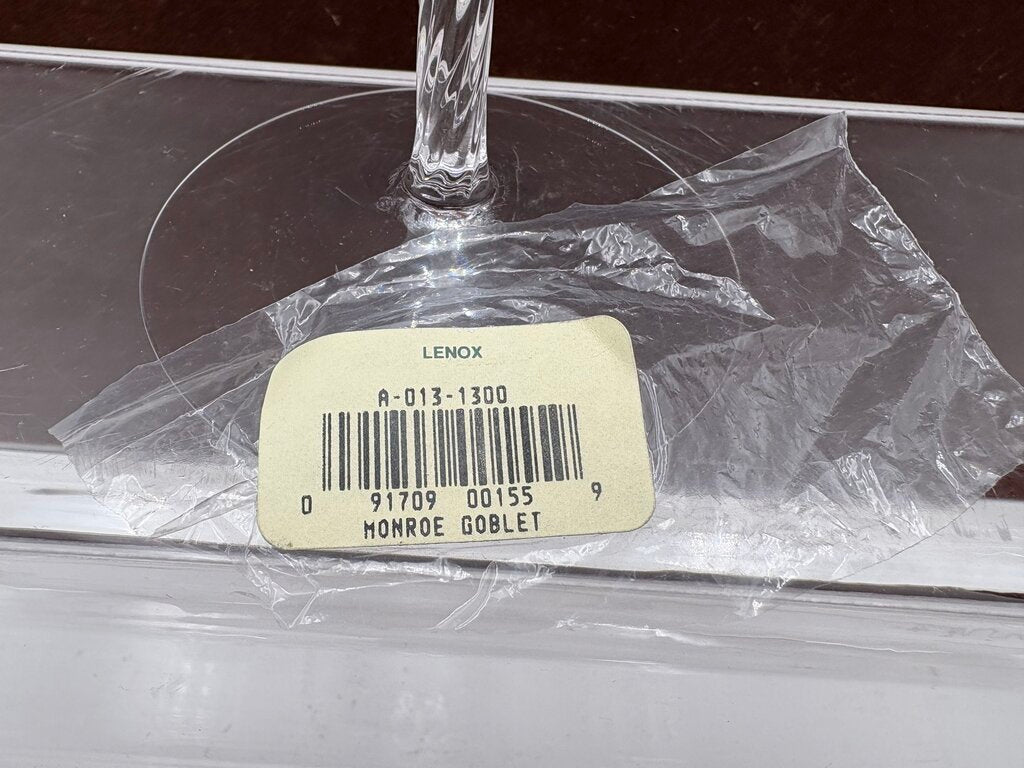 LENOX
A-013-1300
0 91709 00155 9
MONROE GOBLET